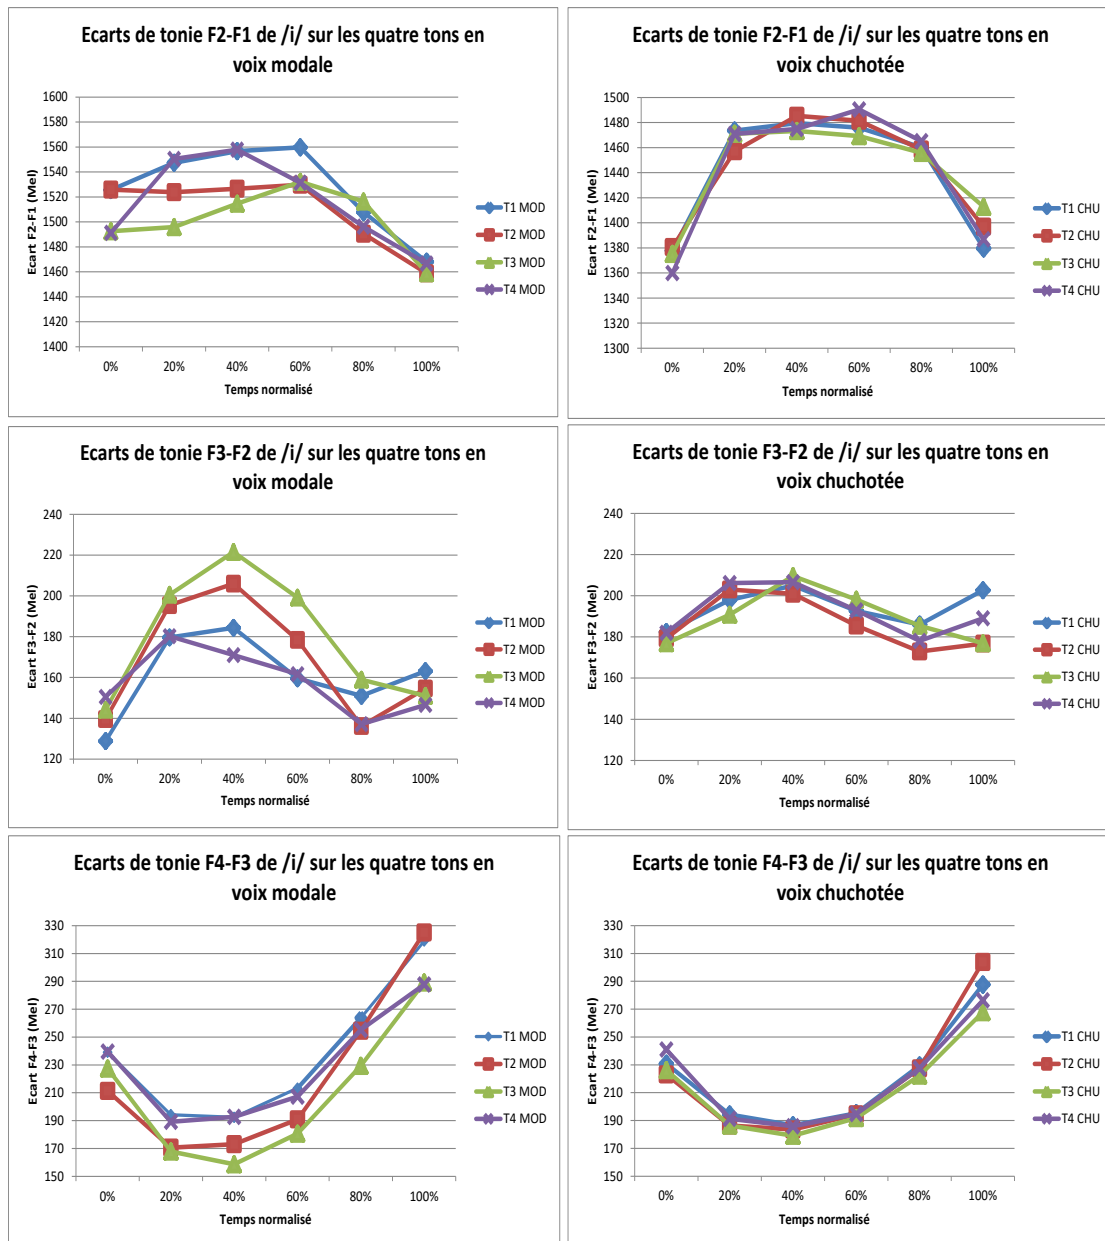 Ecarts de tonie F2-F1 de /i/ sur les quatre tons en
voix modale
Ecart F2-F1 (Mel)
1600
1580
1560
1540
1520
1500
1480
1460
1440
1420
1400
0% 20% 40% 60% 80% 100%
Temps normalisé
T1 MOD
T2 MOD
T3 MOD
T4 MOD
Ecarts de tonie F2-F1 de /i/ sur les quatre tons en
voix chuchotée
Ecart F2-F1 (Mel)
1500
1480
1460
1440
1420
1400
1380
1360
1340
1320
1300
0% 20% 40% 60% 80% 100%
Temps normalisé
T1 CHU
T2 CHU
T3 CHU
T4 CHU
Ecarts de tonie F3-F2 de /i/ sur les quatre tons en
voix modale
Ecart F3-F2 (Mel)
240
220
200
180
160
140
120
0% 20% 40% 60% 80% 100%
Temps normalisé
T1 MOD
T2 MOD
T3 MOD
T4 MOD
Ecarts de tonie F3-F2 de /i/ sur les quatre tons en
voix chuchotée
Ecart F3-F2 (Mel)
240
220
200
180
160
140
120
0% 20% 40% 60% 80% 100%
Temps normalisé
T1 CHU
T2 CHU
T3 CHU
T4 CHU
Ecarts de tonie F4-F3 de /i/ sur les quatre tons en
voix modale
Ecart F4-F3 (Mel)
330
310
290
270
250
230
210
190
170
150
0% 20% 40% 60% 80% 100%
Temps normalisé
T1 MOD
T2 MOD
T3 MOD
T4 MOD
Ecarts de tonie F4-F3 de /i/ sur les quatre tons en
voix chuchotée
Ecart F4-F3 (Mel)
330
310
290
270
250
230
210
190
170
150
0% 20% 40% 60% 80% 100%
Temps normalisé
T1 CHU
T2 CHU
T3 CHU
T4 CHU